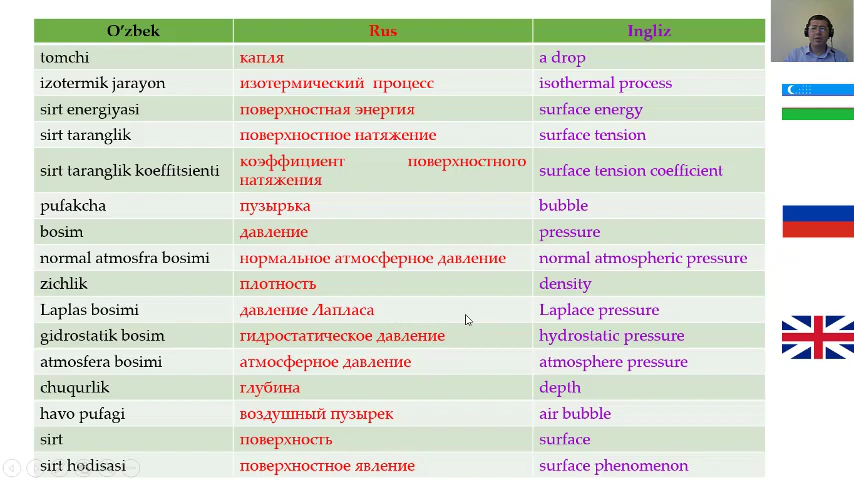 O‘zbek Rus Ingliz
tomchi капля a drop
izotermik jarayon изотермический процесс isothermal process
sirt energiyasi поверхностная энергия surface energy
sirt taranglik поверхностное натяжение surface tension
sirt taranglik koeffitsienti коэффициент поверхностного натяжения surface tension coefficient
pufakcha пузырька bubble
bosim давление pressure
normal atmosfra bosimi нормальное атмосферное давление normal atmospheric pressure
zichlik плотность density
Laplas bosimi давление Лапласа Laplace pressure
gidrostatik bosim гидростатическое давление hydrostatic pressure
atmosfera bosimi атмосферное давление atmosphere pressure
chuqurlik глубина depth
havo pufagi воздушный пузырек air bubble
sirt поверхность surface
sirt hodisasi поверхностное явление surface phenomenon